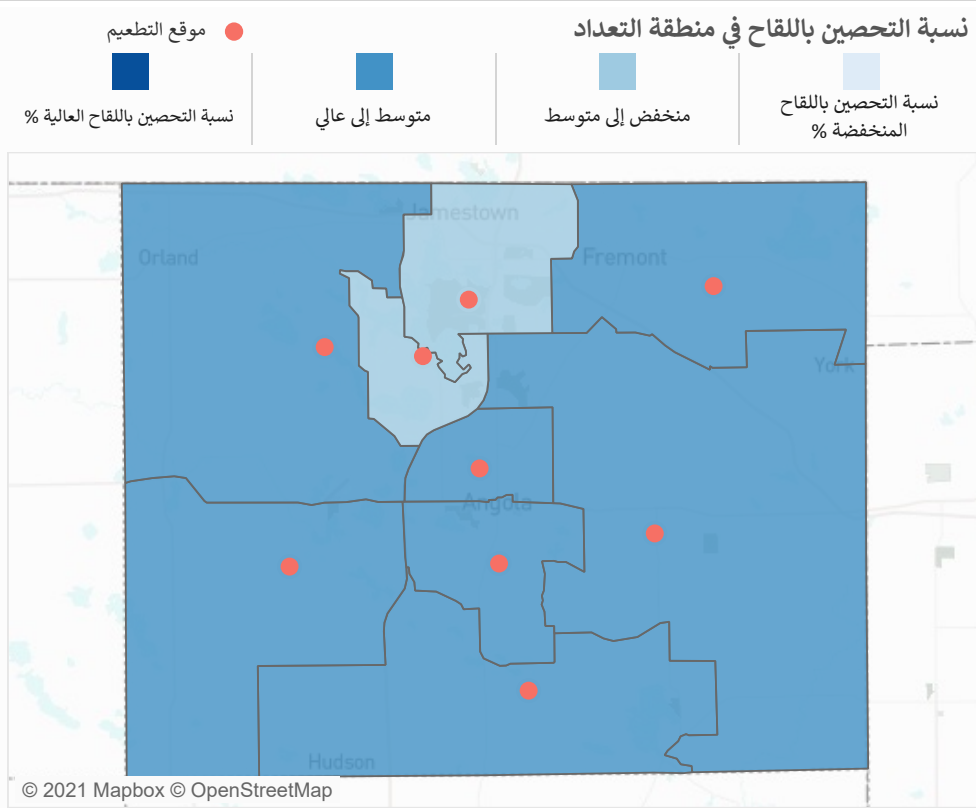 نسبة التحصين باللقاح في منطقة التعداد
موقع التطعيم
نسبة التحصين باللقاح
المنخفضة %
منخفض إلى متوسط
متوسط إلى عالي
نسبة التحصين باللقاح العالية %
Jamestown
Orland
Fremont
York
Angola
Hudson
© 2021 Mapbox © OpenStreetMap